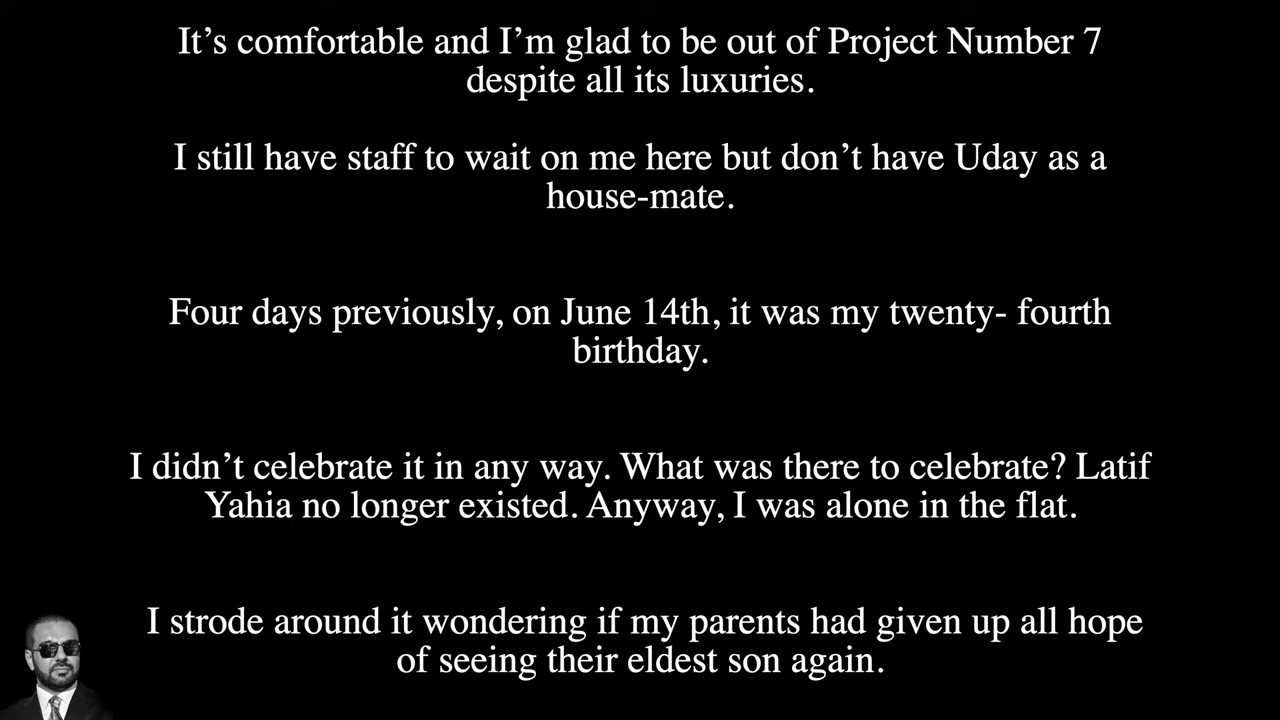 It’s comfortable and I’m glad to be out of Project Number 7
despite all its luxuries.
I still have staff to wait on me here but don’t have Uday as a
house-mate.
Four days previously, on June 14th, it was my twenty- fourth
birthday.
I didn’t celebrate it in any way. What was there to celebrate? Latif
Yahia no longer existed. Anyway, I was alone in the flat.
I strode around it wondering if my parents had given up all hope
of seeing their eldest son again.